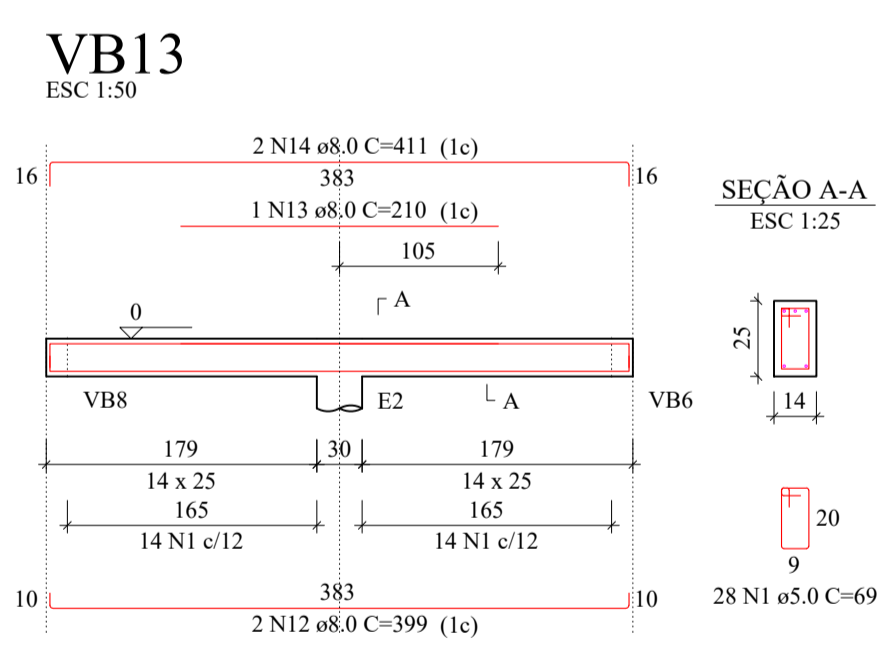 VB13
ESC 1:50
2 N14 ø8.0 C=411 (1c)
16
383
16
1 N13 ø8.0 C=210 (1c)
105
A
0
VB8
E2
A
VB6
179
30
179
14 x 25
14 x 25
165
165
14 N1 c/12
14 N1 c/12
10
383
10
2 N12 ø8.0 C=399 (1c)
SEÇÃO A-A
ESC 1:25
25
14
20
9
28 N1 ø5.0 C=69